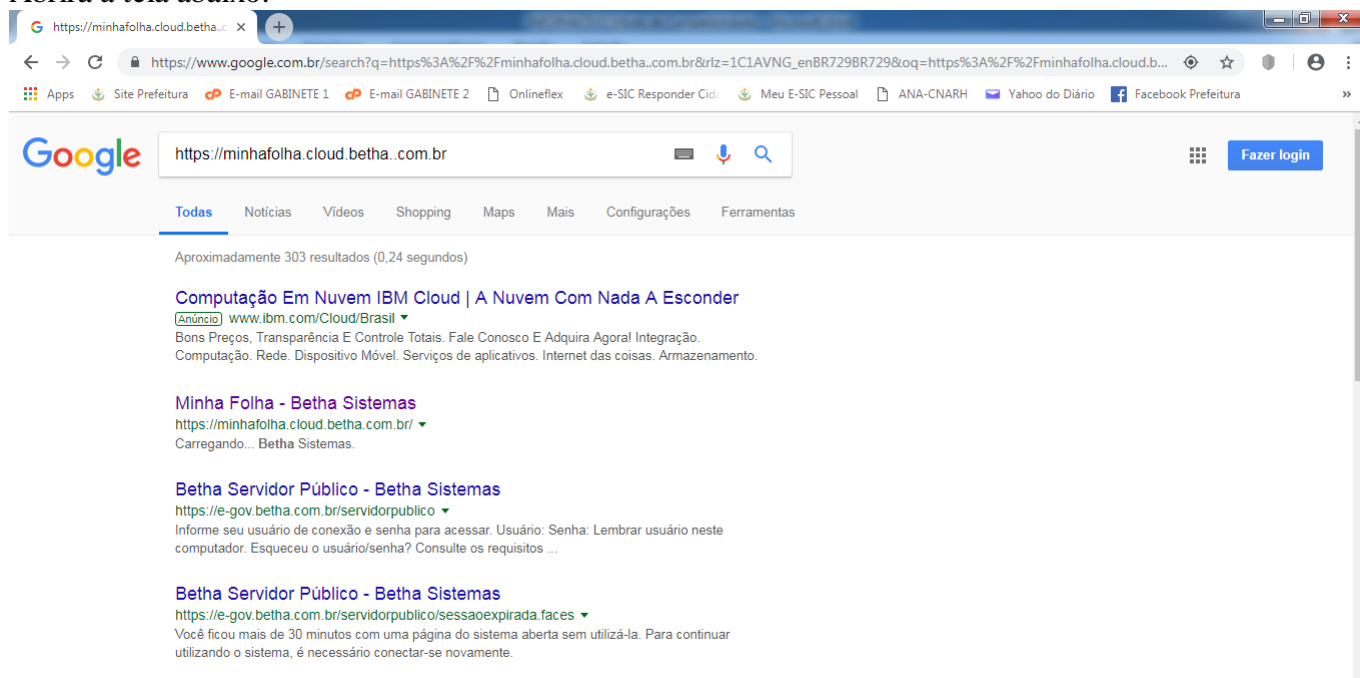 Abrirá a tela abaixo:
https://minhafolha.cloud.betha..c
https://www.google.com.br/search?q=https%3A%2F%2Fminhafolha.cloud.betha..com.br&rlz=1C1AVNG_enBR729BR729&oq=https%3A%2F%2Fminhafolha.cloud.b...
Apps Site Prefeitura E-mail GABINETE 1 E-mail GABINETE 2 Onlineflex e-SIC Responder Cida Meu E-SIC Pessoal ANA-CNARH Yahoo do Diário Facebook Prefeitura »
Google https://minhafolha.cloud.betha..com.br Fazer login
Todas Notícias Vídeos Shopping Maps Mais Configurações Ferramentas
Aproximadamente 303 resultados (0,24 segundos)
Computação Em Nuvem IBM Cloud | A Nuvem Com Nada A Esconder
Anúncio www.ibm.com/Cloud/Brasil
Bons Preços, Transparência E Controle Totais. Fale Conosco E Adquira Agora! Integração.
Computação. Rede. Dispositivo Móvel. Serviços de aplicativos. Internet das coisas. Armazenamento.
Minha Folha - Betha Sistemas
https://minhafolha.cloud.betha.com.br/
Carregando... Betha Sistemas.
Betha Servidor Público - Betha Sistemas
https://e-gov.betha.com.br/servidorpublico
Informe seu usuário de conexão e senha para acessar. Usuário: Senha: Lembrar usuário neste
computador. Esqueceu o usuário/senha? Consulte os requisitos ...
Betha Servidor Público - Betha Sistemas
https://e-gov.betha.com.br/servidorpublico/sessaoexpirada.faces
Você ficou mais de 30 minutos com uma página do sistema aberta sem utilizá-la. Para continuar
utilizando o sistema, é necessário conectar-se novamente.